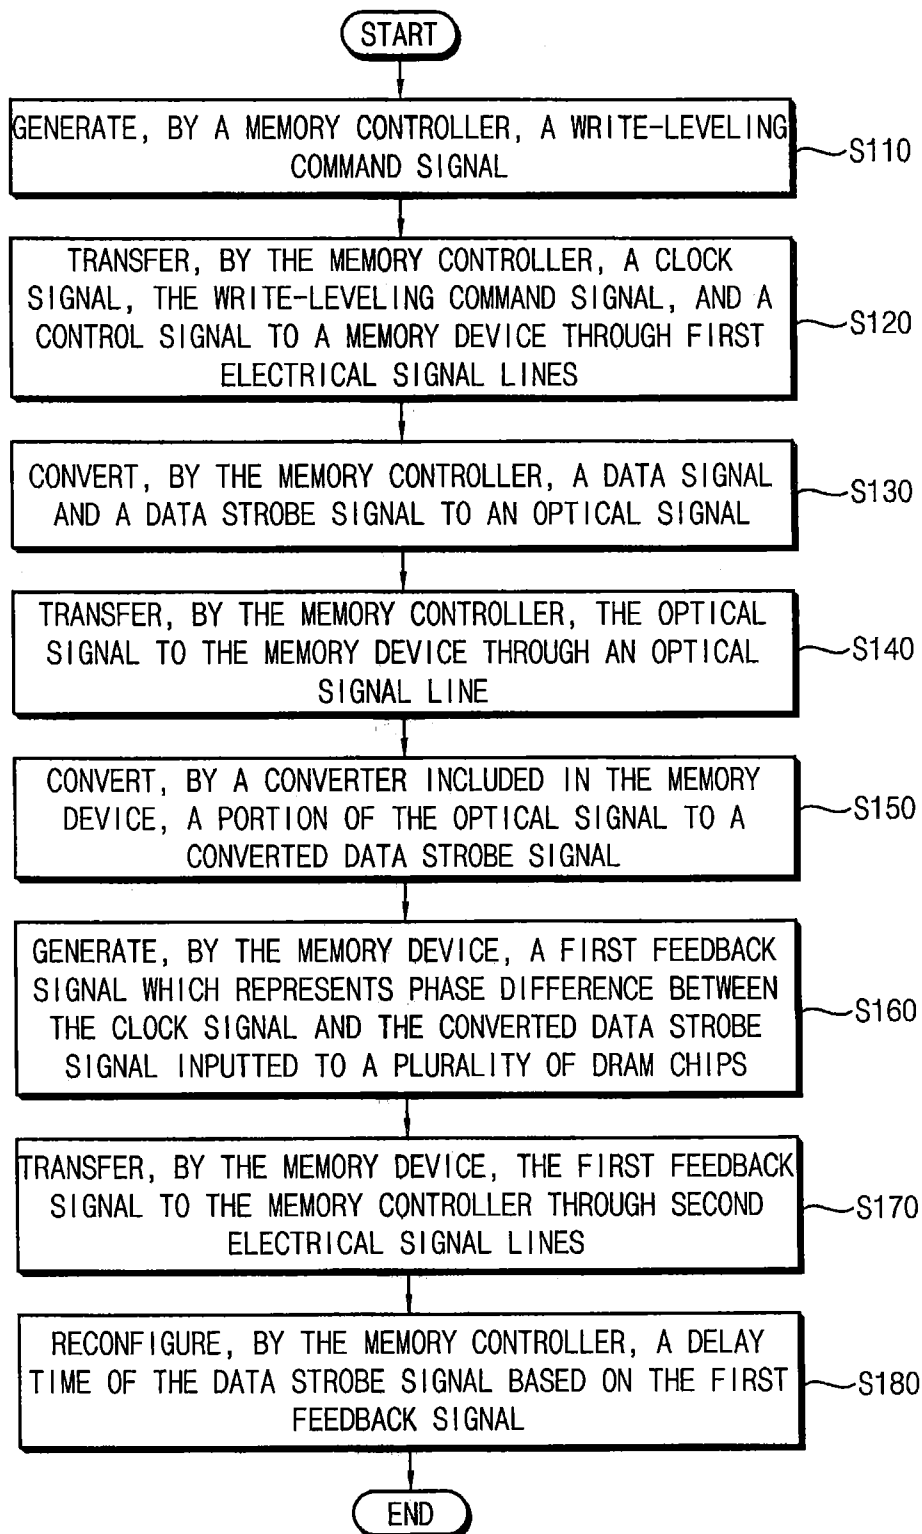 START
GENERATE, BY A MEMORY CONTROLLER, A WRITE-LEVELING
COMMAND SIGNAL
S110
TRANSFER, BY THE MEMORY CONTROLLER, A CLOCK
SIGNAL, THE WRITE-LEVELING COMMAND SIGNAL, AND A
CONTROL SIGNAL TO A MEMORY DEVICE THROUGH FIRST
ELECTRICAL SIGNAL LINES
S120
CONVERT, BY THE MEMORY CONTROLLER, A DATA SIGNAL
AND A DATA STROBE SIGNAL TO AN OPTICAL SIGNAL
S130
TRANSFER, BY THE MEMORY CONTROLLER, THE OPTICAL
SIGNAL TO THE MEMORY DEVICE THROUGH AN OPTICAL
SIGNAL LINE
S140
CONVERT, BY A CONVERTER INCLUDED IN THE MEMORY
DEVICE, A PORTION OF THE OPTICAL SIGNAL TO A
CONVERTED DATA STROBE SIGNAL
S150
GENERATE, BY THE MEMORY DEVICE, A FIRST FEEDBACK
SIGNAL WHICH REPRESENTS PHASE DIFFERENCE BETWEEN
THE CLOCK SIGNAL AND THE CONVERTED DATA STROBE
SIGNAL INPUTTED TO A PLURALITY OF DRAM CHIPS
S160
TRANSFER, BY THE MEMORY DEVICE, THE FIRST FEEDBACK
SIGNAL TO THE MEMORY CONTROLLER THROUGH SECOND
ELECTRICAL SIGNAL LINES
S170
RECONFIGURE, BY THE MEMORY CONTROLLER, A DELAY
TIME OF THE DATA STROBE SIGNAL BASED ON THE FIRST
FEEDBACK SIGNAL
S180
END